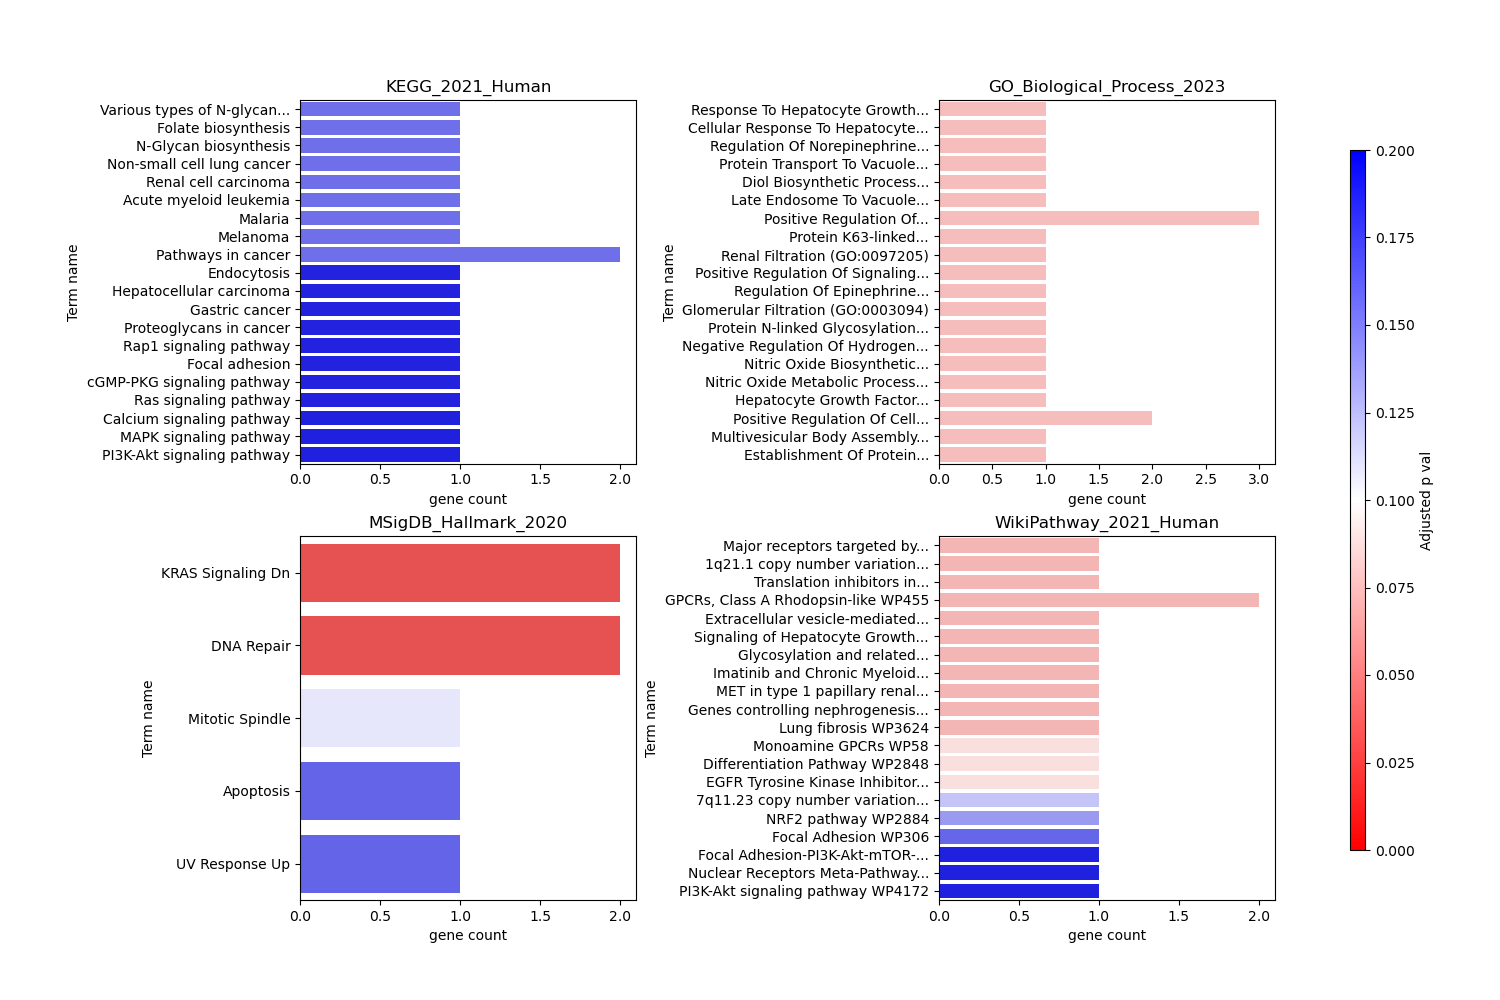 KEGG_2021_Human
Various types of N-glycan...
Folate biosynthesis
N-Glycan biosynthesis
Non-small cell lung cancer
Renal cell carcinoma
Acute myeloid leukemia
Malaria
Melanoma
Pathways in cancer
Endocytosis
Hepatocellular carcinoma
Gastric cancer
Proteoglycans in cancer
Rap1 signaling pathway
Focal adhesion
cGMP-PKG signaling pathway
Ras signaling pathway
Calcium signaling pathway
MAPK signaling pathway
PI3K-Akt signaling pathway
Term name
0.0 0.5 1.0 1.5 2.0
gene count
GO_Biological_Process_2023
Response To Hepatocyte Growth...
Cellular Response To Hepatocyte...
Regulation Of Norepinephrine...
Protein Transport To Vacuole...
Diol Biosynthetic Process...
Late Endosome To Vacuole...
Positive Regulation Of...
Protein K63-linked...
Renal Filtration (GO:0097205)
Positive Regulation Of Signaling...
Regulation Of Epinephrine...
Glomerular Filtration (GO:0003094)
Protein N-linked Glycosylation...
Negative Regulation Of Hydrogen...
Nitric Oxide Biosynthetic...
Nitric Oxide Metabolic Process...
Hepatocyte Growth Factor...
Positive Regulation Of Cell...
Multivesicular Body Assembly...
Establishment Of Protein...
Term name
0.0 0.5 1.0 1.5 2.0 2.5 3.0
gene count
MSigDB_Hallmark_2020
KRAS Signaling Dn
DNA Repair
Mitotic Spindle
Apoptosis
UV Response Up
Term name
0.0 0.5 1.0 1.5 2.0
gene count
WikiPathway_2021_Human
Major receptors targeted by...
1q21.1 copy number variation...
Translation inhibitors in...
GPCRs, Class A Rhodopsin-like WP455
Extracellular vesicle-mediated...
Signaling of Hepatocyte Growth...
Glycosylation and related...
Imatinib and Chronic Myeloid...
MET in type 1 papillary renal...
Genes controlling nephrogenesis...
Lung fibrosis WP3624
Monoamine GPCRs WP58
Differentiation Pathway WP2848
EGFR Tyrosine Kinase Inhibitor...
7q11.23 copy number variation...
NRF2 pathway WP2884
Focal Adhesion WP306
Focal Adhesion-PI3K-Akt-mTOR-...
Nuclear Receptors Meta-Pathway...
PI3K-Akt signaling pathway WP4172
Term name
0.0 0.5 1.0 1.5 2.0
gene count
0.200
0.175
0.150
0.125
0.100
0.075
0.050
0.025
0.000
Adjusted p val